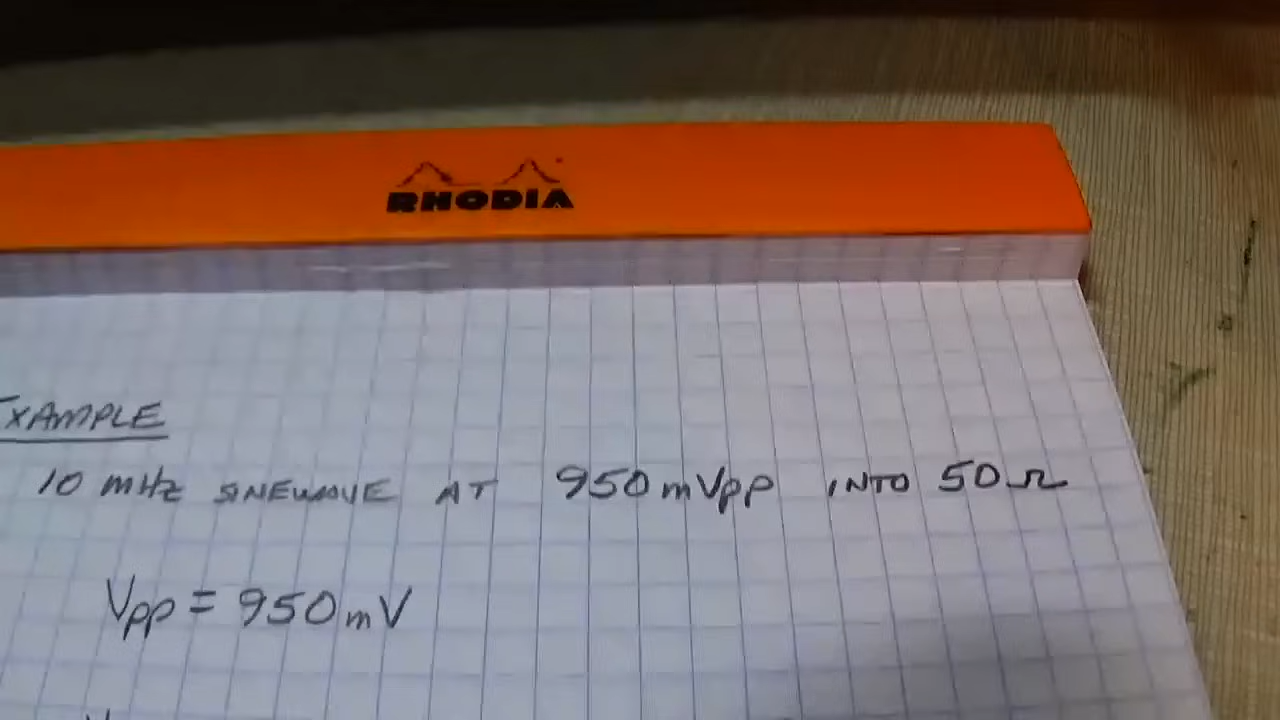 RHODIA
EXAMPLE
10 MHz SINEWAVE AT 950mVpp INTO 50Ω
Vpp = 950mV